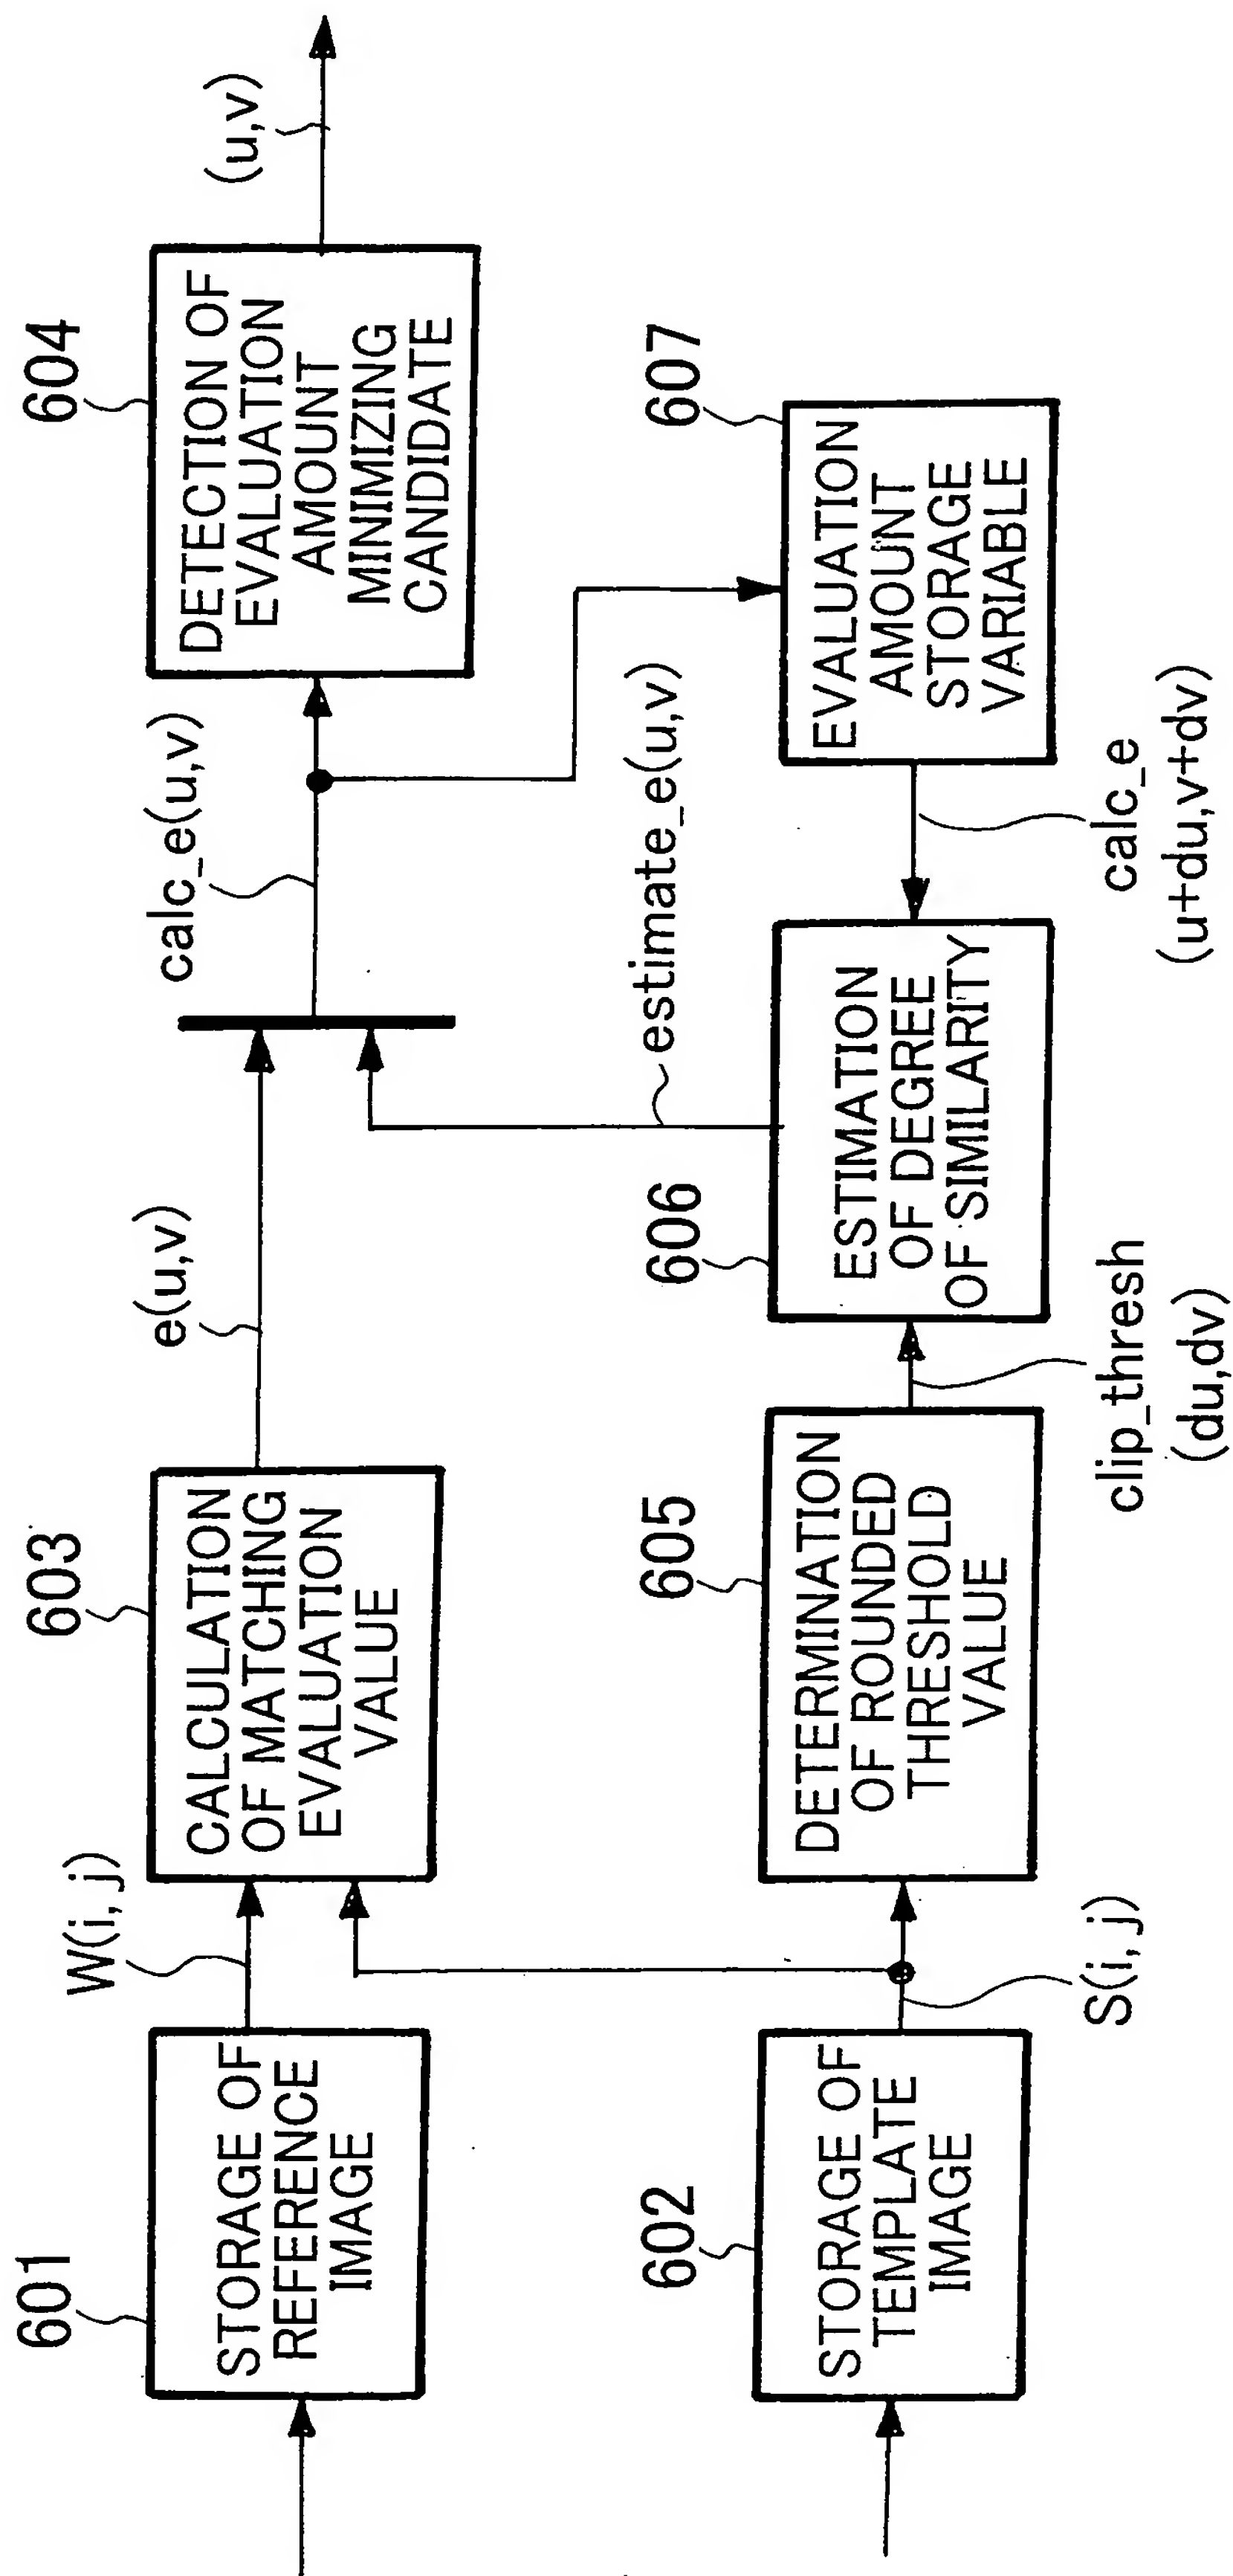 601
STORAGE OF
REFERENCE
IMAGE
W(i, j)
603
CALCULATION
OF MATCHING
EVALUATION
VALUE
e(u,v)
calc_e(u,v)
604
DETECTION OF
EVALUATION
AMOUNT
MINIMIZING
CANDIDATE
(u,v)
602
STORAGE OF
TEMPLATE
IMAGE
S(i, j)
605
DETERMINATION
OF ROUNDED
THRESHOLD
VALUE
clip_thresh
(du,dv)
606
ESTIMATION
OF DEGREE
OF SIMILARITY
estimate_e(u,v)
calc_e
(u+du,v+dv)
607
EVALUATION
AMOUNT
STORAGE
VARIABLE